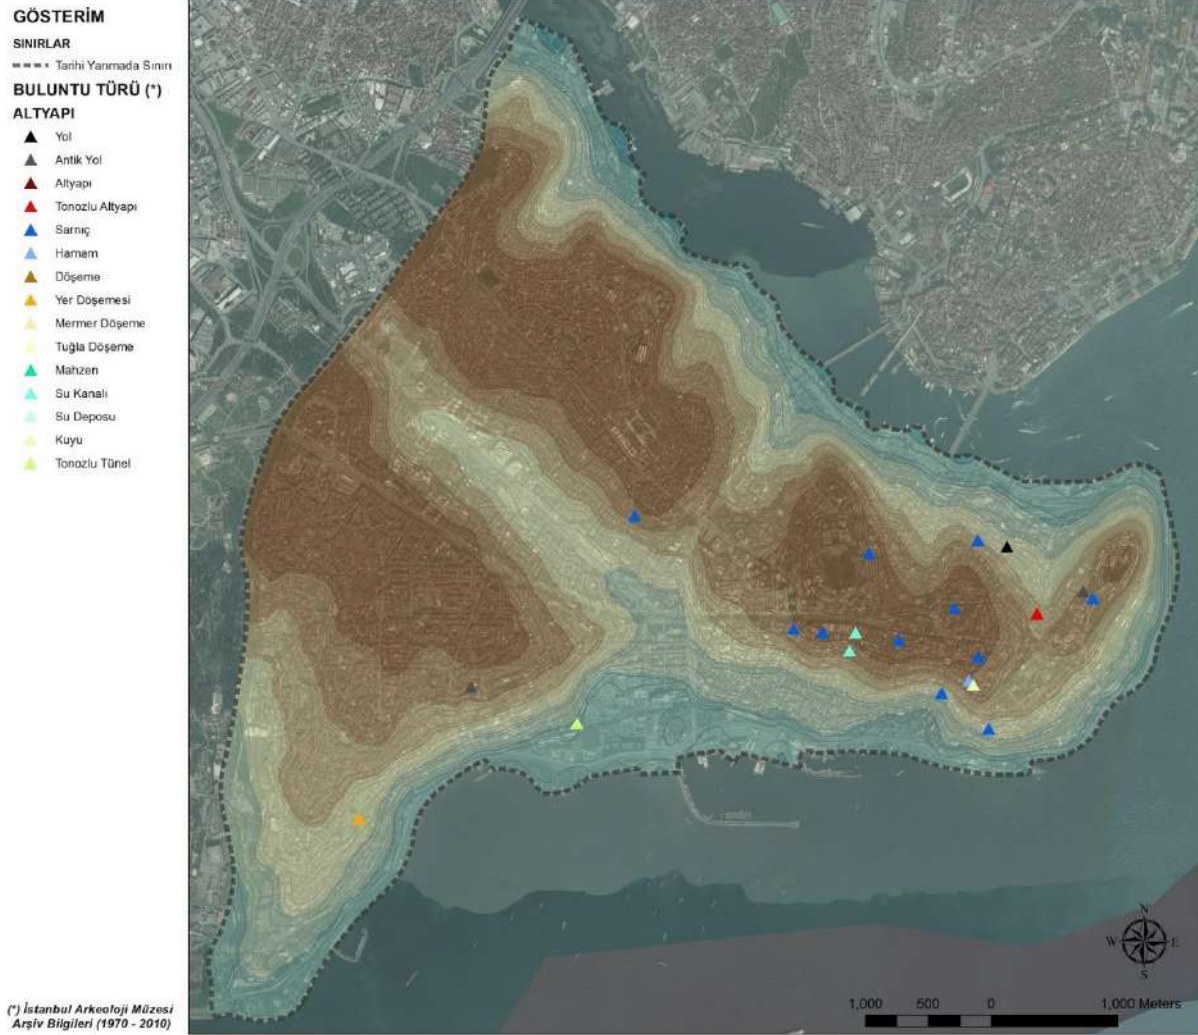 GÖSTERİM
SINIRLAR
Tarihi Yarımada Sınırı
BULUNTU TÜRÜ (*)
ALTYAPI
Yol
Antik Yol
Altyapı
Tonozlu Altyapı
Sarnıç
Hamam
Döşeme
Yer Döşemesi
Mermer Döşeme
Tuğla Döşeme
Mahzen
Su Kanalı
Su Deposu
Kuyu
Tonozlu Tünel
(*) İstanbul Arkeoloji Müzesi
Arşiv Bilgileri (1970 - 2010)
N
W E
S
1,000 500 0 1,000 Meters